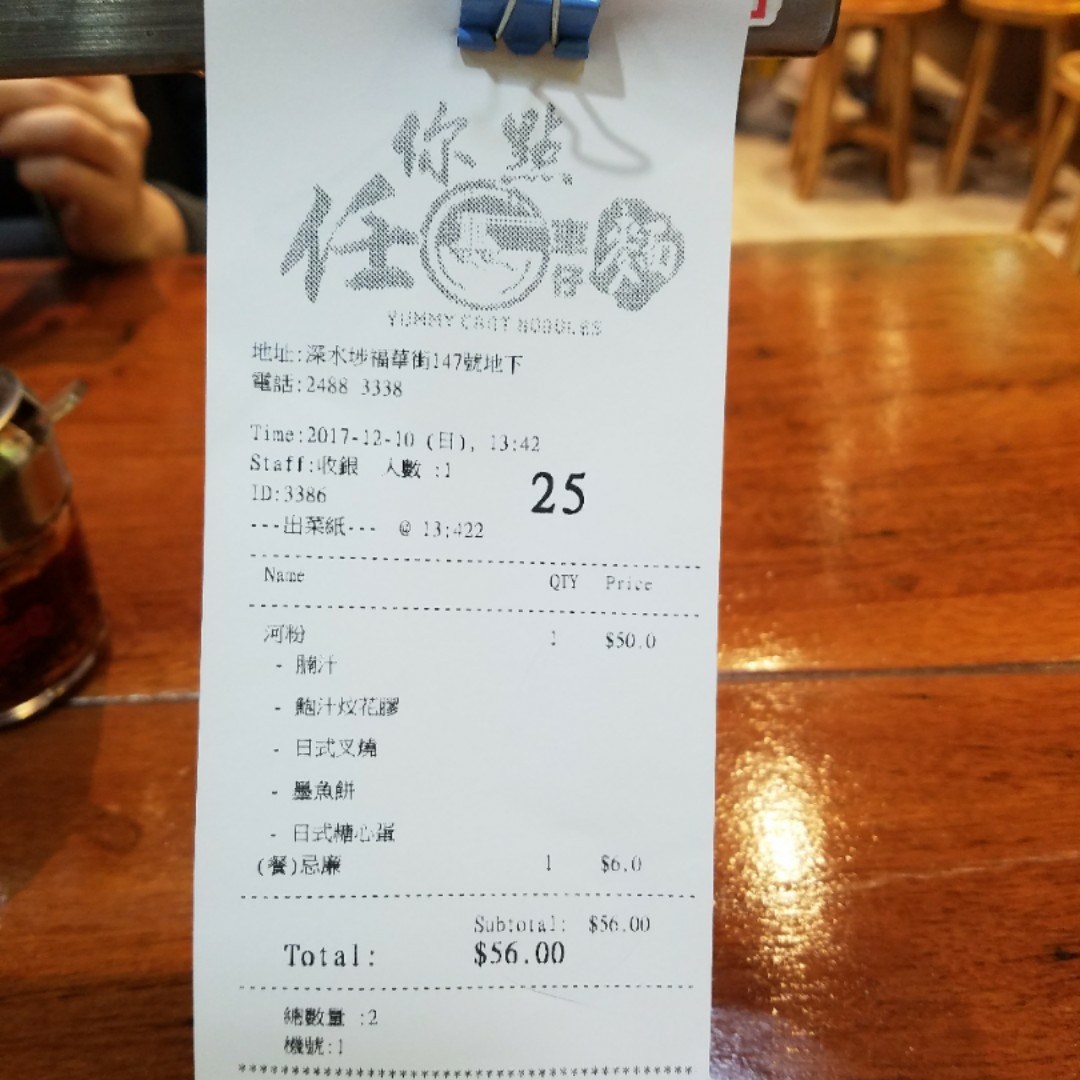 任你點
車仔麵
YUMMY CART NOODLES
地址:深水埗福華街147號地下
電話:2488 3338
Time:2017-12-10 (日), 13:42
Staff:收銀 人數 :1
25
ID:3386
---出菜紙--- @ 13:422
Name QTY Price
河粉 1 $50.0
- 腩汁
- 鮑汁炆花膠
- 日式叉燒
- 墨魚餅
- 日式糖心蛋
(餐)忌廉 1 $6.0
Subtotal: $56.00
Total: $56.00
總數量 :2
機號:1